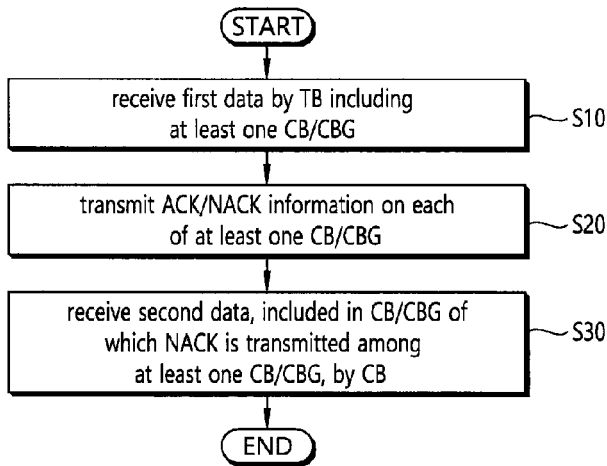 START
receive first data by TB including
at least one CB/CBG
S10
transmit ACK/NACK information on each
of at least one CB/CBG
S20
receive second data, included in CB/CBG of
which NACK is transmitted among
at least one CB/CBG, by CB
S30
END